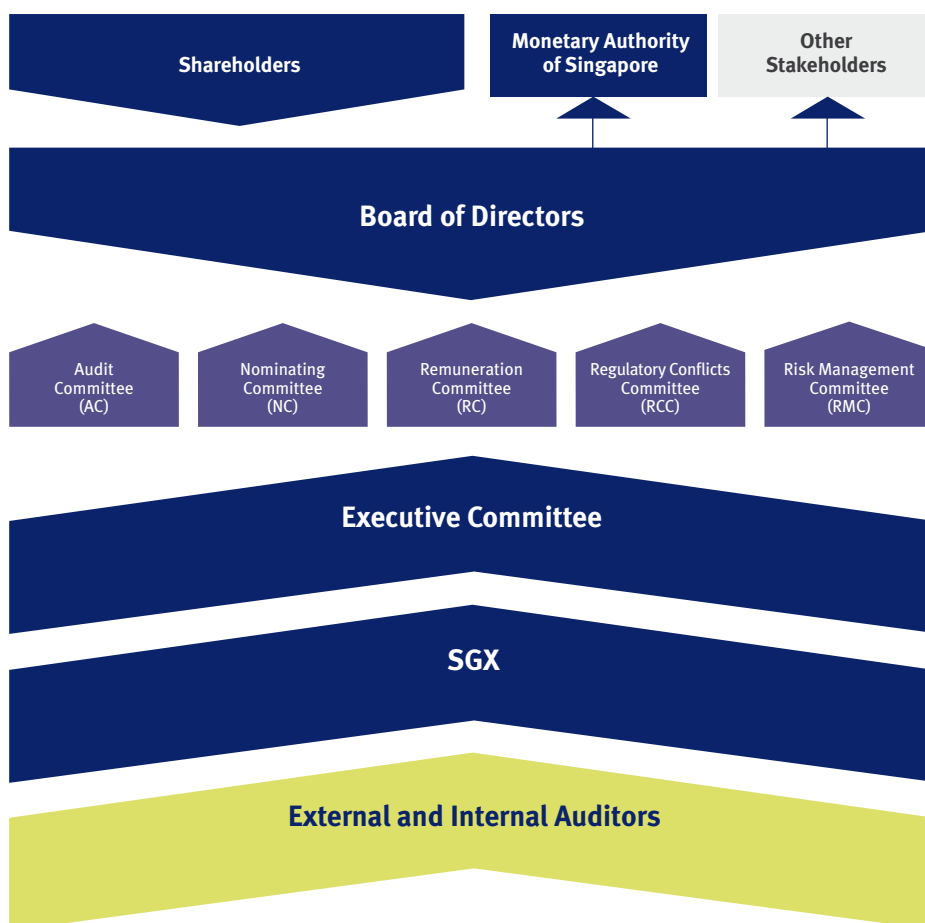 Shareholders
Monetary Authority
of Singapore
Other
Stakeholders
Board of Directors
Audit
Committee
(AC)
Nominating
Committee
(NC)
Remuneration
Committee
(RC)
Regulatory Conflicts
Committee
(RCC)
Risk Management
Committee
(RMC)
Executive Committee
SGX
External and Internal Auditors